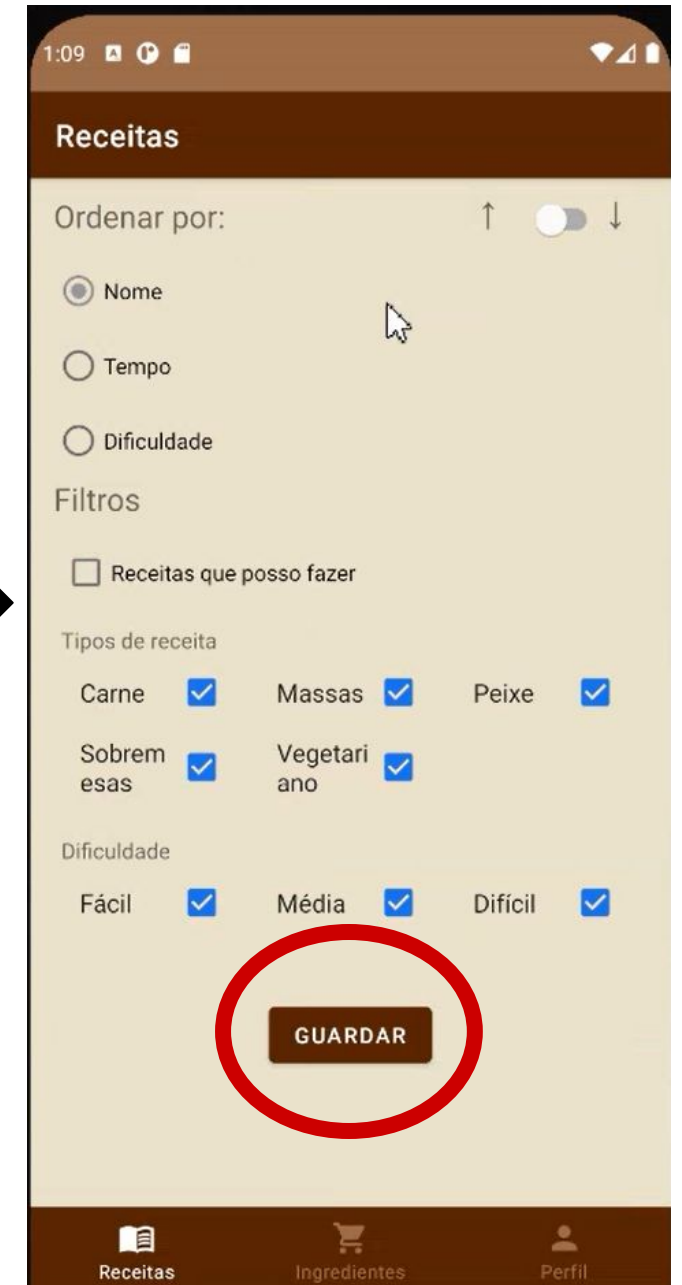 1:09
Receitas
Ordenar por: ↑ ↓
Nome
Tempo
Dificuldade
Filtros
Receitas que posso fazer
Tipos de receita
Carne Massas Peixe
Sobrem Vegetari
esas ano
Dificuldade
Fácil Média Difícil
GUARDAR
Receitas Ingredientes Perfil